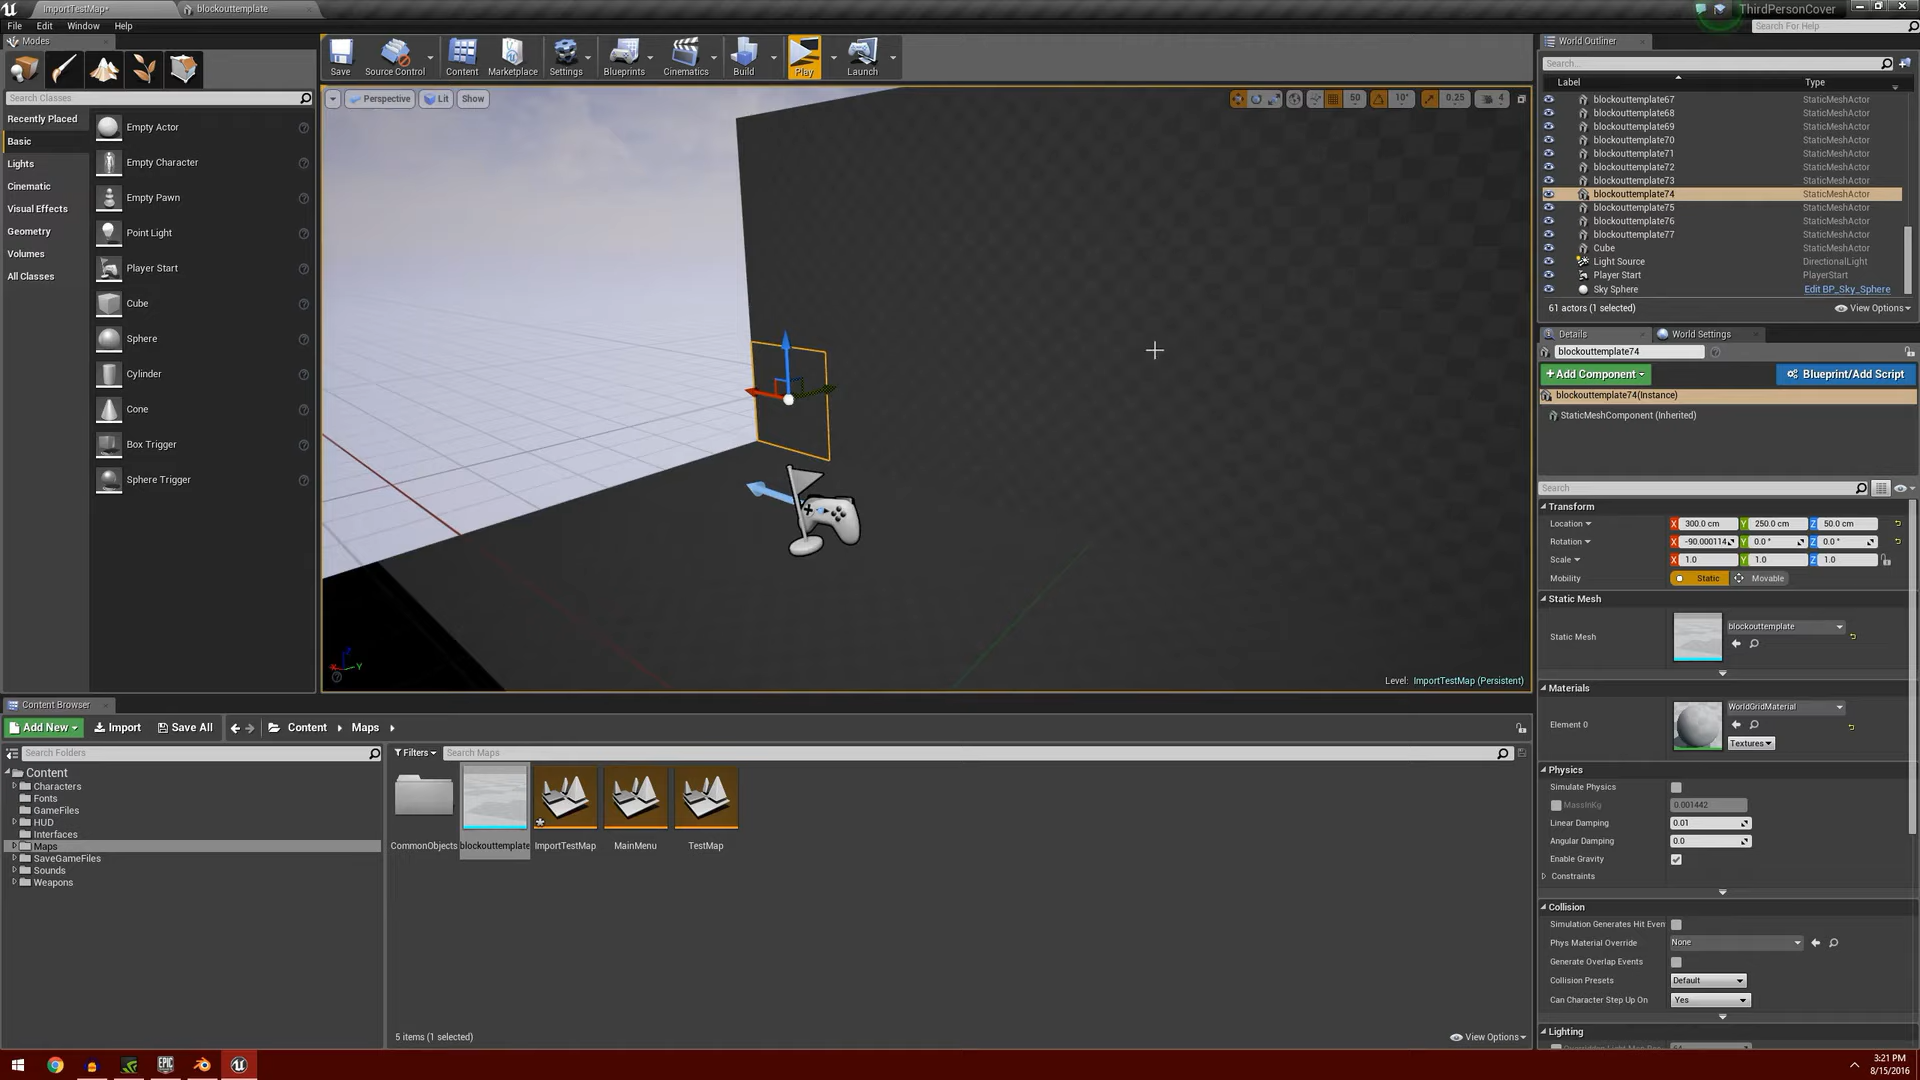 ImportTestMap*
blockouttemplate
ThirdPersonCover
File Edit Window Help
Search For Help
Modes
Save
Source Control
Content
Marketplace
Settings
Blueprints
Cinematics
Build
Play
Launch
Search Classes
Recently Placed
Basic
Lights
Cinematic
Visual Effects
Geometry
Volumes
All Classes
Empty Actor
Empty Character
Empty Pawn
Point Light
Player Start
Cube
Sphere
Cylinder
Cone
Box Trigger
Sphere Trigger
Perspective Lit Show
50 10° 0.25 4
Level: ImportTestMap (Persistent)
World Outliner
Search...
Label Type
blockouttemplate67 StaticMeshActor
blockouttemplate68 StaticMeshActor
blockouttemplate69 StaticMeshActor
blockouttemplate70 StaticMeshActor
blockouttemplate71 StaticMeshActor
blockouttemplate72 StaticMeshActor
blockouttemplate73 StaticMeshActor
blockouttemplate74 StaticMeshActor
blockouttemplate75 StaticMeshActor
blockouttemplate76 StaticMeshActor
blockouttemplate77 StaticMeshActor
Cube StaticMeshActor
Light Source DirectionalLight
Player Start PlayerStart
Sky Sphere Edit BP_Sky_Sphere
61 actors (1 selected) View Options
Details World Settings
blockouttemplate74
+Add Component Blueprint/Add Script
blockouttemplate74(Instance)
StaticMeshComponent (Inherited)
Search
Transform
Location X 300.0 cm Y 250.0 cm Z 50.0 cm
Rotation X -90.000114 Y 0.0 ° Z 0.0 °
Scale X 1.0 Y 1.0 Z 1.0
Mobility Static Movable
Static Mesh
Static Mesh blockouttemplate
Materials
Element 0 WorldGridMaterial
Textures
Physics
Simulate Physics
MassInKg 0.001442
Linear Damping 0.01
Angular Damping 0.0
Enable Gravity
Constraints
Collision
Simulation Generates Hit Even
Phys Material Override None
Generate Overlap Events
Collision Presets Default
Can Character Step Up On Yes
Lighting
Content Browser
Add New Import Save All Content Maps
Search Folders
Filters Search Maps
Content
Characters
Fonts
GameFiles
HUD
Interfaces
Maps
SaveGameFiles
Sounds
Weapons
CommonObjects blockouttemplate ImportTestMap MainMenu TestMap
5 items (1 selected) View Options
EPIC
3:21 PM
8/15/2016